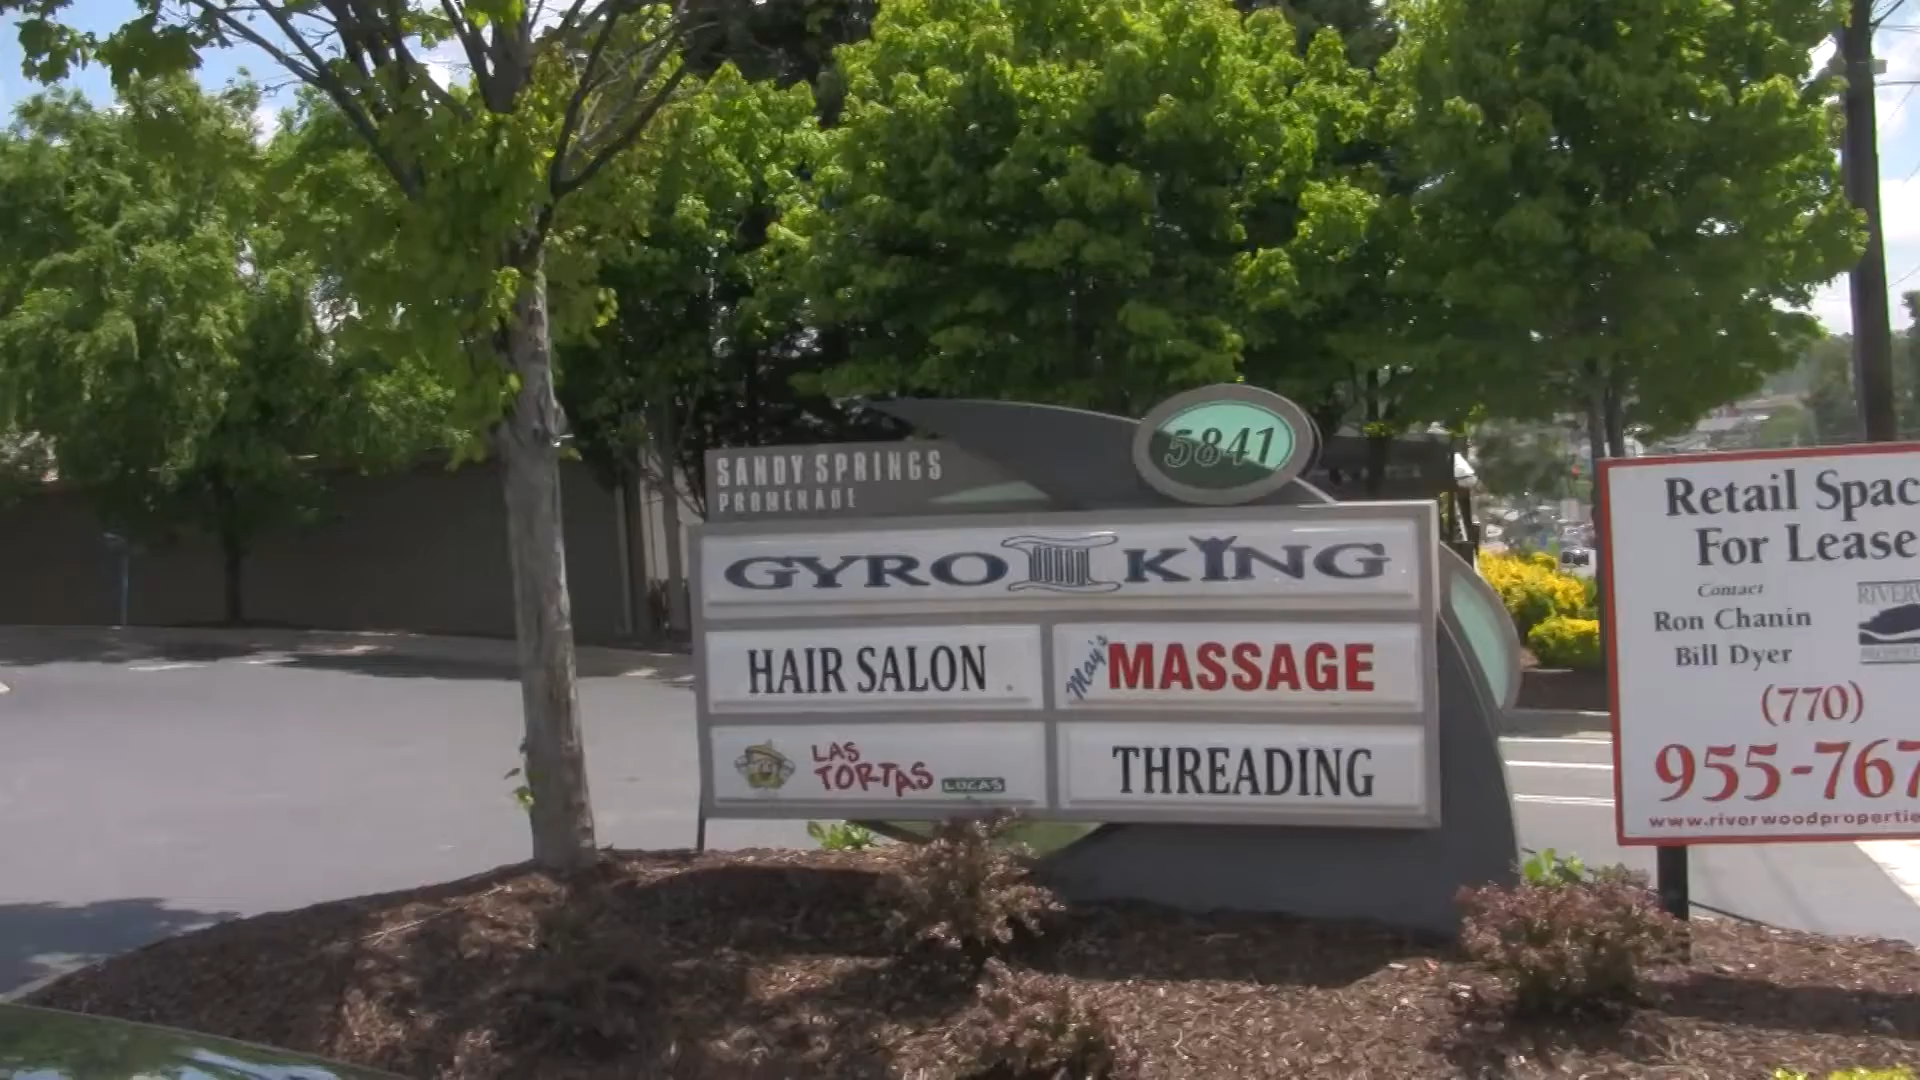 5841
SANDY SPRINGS
PROMENADE
GYRO KING
HAIR SALON
May's MASSAGE
LAS
TORTAS
LOCAS
THREADING
Retail Spac
For Lease
Contact
Ron Chanin
Bill Dyer
(770)
955-767
www.riverwoodpropertie
RIVERW